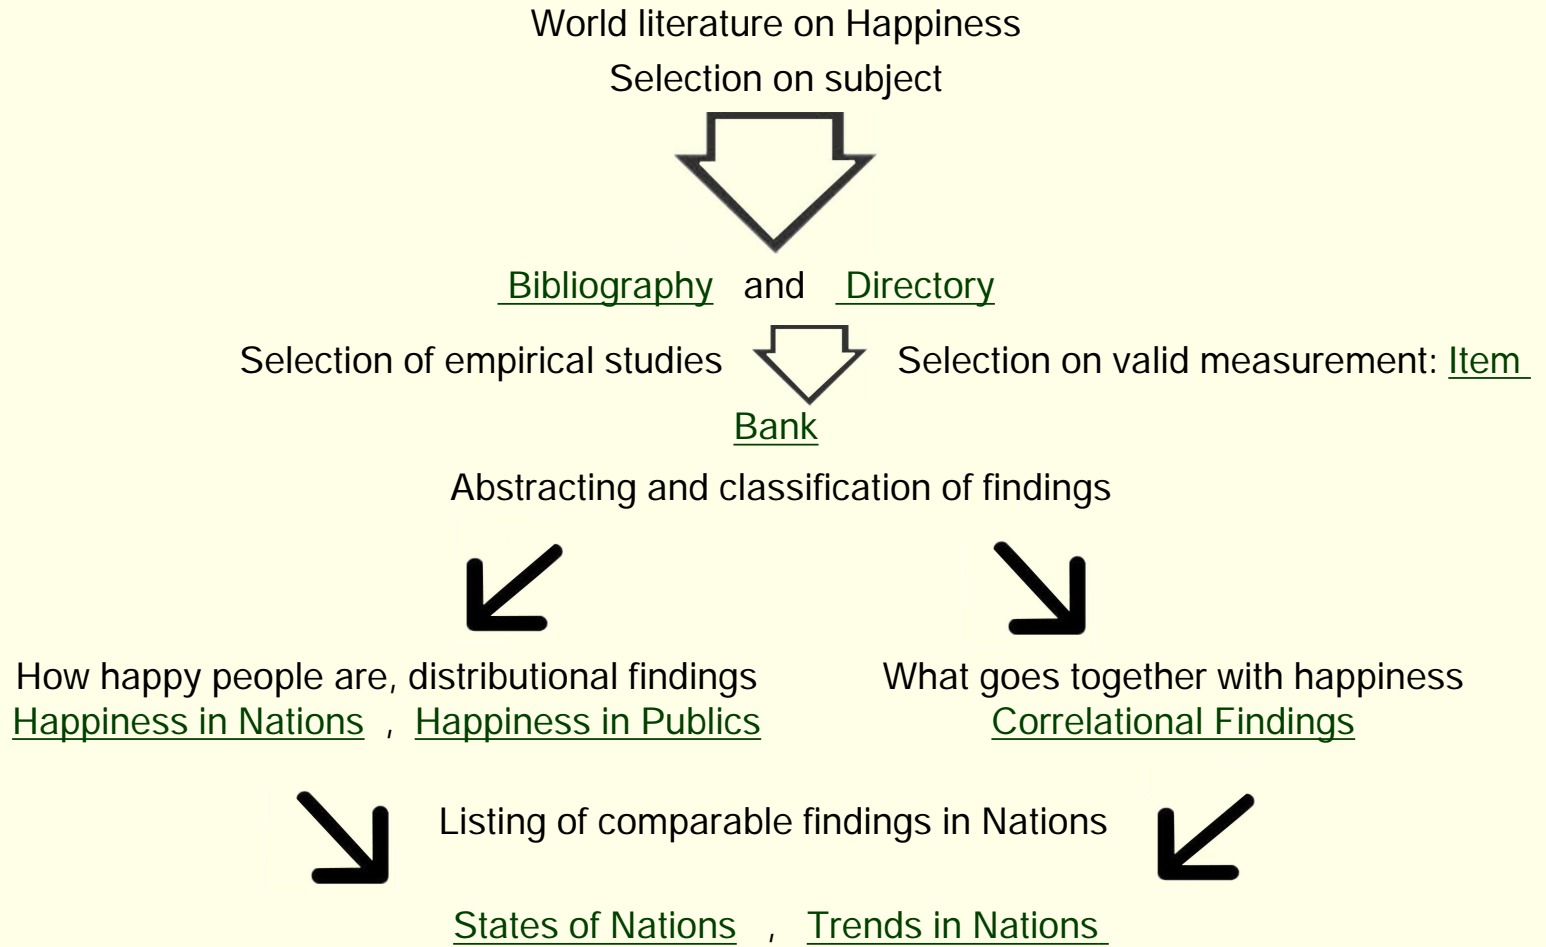 World literature on Happiness
Selection on subject
Bibliography and Directory
Selection of empirical studies Selection on valid measurement: Item
Bank
Abstracting and classification of findings
How happy people are, distributional findings What goes together with happiness
Happiness in Nations , Happiness in Publics Correlational Findings
Listing of comparable findings in Nations
States of Nations , Trends in Nations